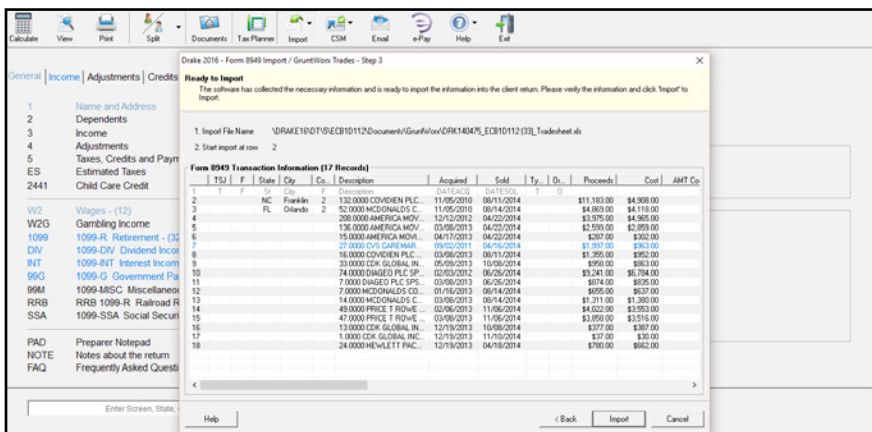 Calculate View Print Split Documents Tax Planner Import CSM Email e-Pay Help Exit
General Income Adjustments Credits
1 Name and Address
2 Dependents
3 Income
4 Adjustments
5 Taxes, Credits and Paym
ES Estimated Taxes
2441 Child Care Credit
W2 Wages - (12)
W2G Gambling Income
1099 1099-R Retirement - (32
DIV 1099-DIV Dividend Incor
INT 1099-INT Interest Incom
99G 1099-G Government Pa
99M 1099-MISC Miscellaneou
RRB RRB 1099-R Railroad R
SSA 1099-SSA Social Securi
PAD Preparer Notepad
NOTE Notes about the return
FAQ Frequently Asked Questi
Enter Screen, State,
Drake 2016 - Form 8949 Import / GruntWorx Trades - Step 3
Ready to Import
The software has collected the necessary information and is ready to import the information into the client return. Please verify the information and click 'Import' to
Import.
1. Import File Name
2. Start import at row 2
Form 8949 Transaction Information (17 Records)
TSJ F State City Co... Description Acquired Sold Ty... Or... Proceeds Cost AMT Co
1 T F St City F Description DATEACQ DATESOL T O
2 NC Franklin 2 132.0000 COVIDIEN PLC... 11/05/2010 08/11/2014 $11,183.00 $4,908.00
3 FL Orlando 2 52.0000 MCDONALDS C... 11/05/2010 08/14/2014 $4,869.00 $4,118.00
4 208.0000 AMERICA MOV... 12/12/2012 04/22/2014 $3,975.00 $4,965.00
5 136.0000 AMERICA MOV... 03/08/2013 04/22/2014 $2,599.00 $2,859.00
6 15.0000 AMERICA MOVI... 04/17/2013 04/22/2014 $287.00 $302.00
7 27.0000 CVS CAREMAR... 09/02/2011 04/16/2014 $1,997.00 $963.00
8 16.0000 COVIDIEN PLC... 03/08/2013 08/11/2014 $1,355.00 $952.00
9 33.0000 CDK GLOBAL IN... 05/09/2013 10/08/2014 $958.00 $863.00
10 74.0000 DIAGEO PLC SP... 02/03/2012 06/26/2014 $9,241.00 $6,784.00
11 7.0000 DIAGEO PLC SPS... 03/08/2013 06/26/2014 $874.00 $835.00
12 7.0000 MCDONALDS CO... 01/16/2013 08/14/2014 $655.00 $637.00
13 14.0000 MCDONALDS C... 03/08/2013 08/14/2014 $1,311.00 $1,380.00
14 49.0000 PRICE T ROWE ... 02/06/2013 11/06/2014 $4,022.00 $3,553.00
15 47.0000 PRICE T ROWE ... 03/08/2013 11/06/2014 $3,858.00 $3,516.00
16 13.0000 CDK GLOBAL IN... 12/19/2013 10/08/2014 $377.00 $387.00
17 1.0000 CDK GLOBAL INC... 12/19/2013 11/10/2014 $37.00 $30.00
18 24.0000 HEWLETT PAC... 12/19/2013 04/18/2014 $780.00 $662.00
Help < Back Import Cancel